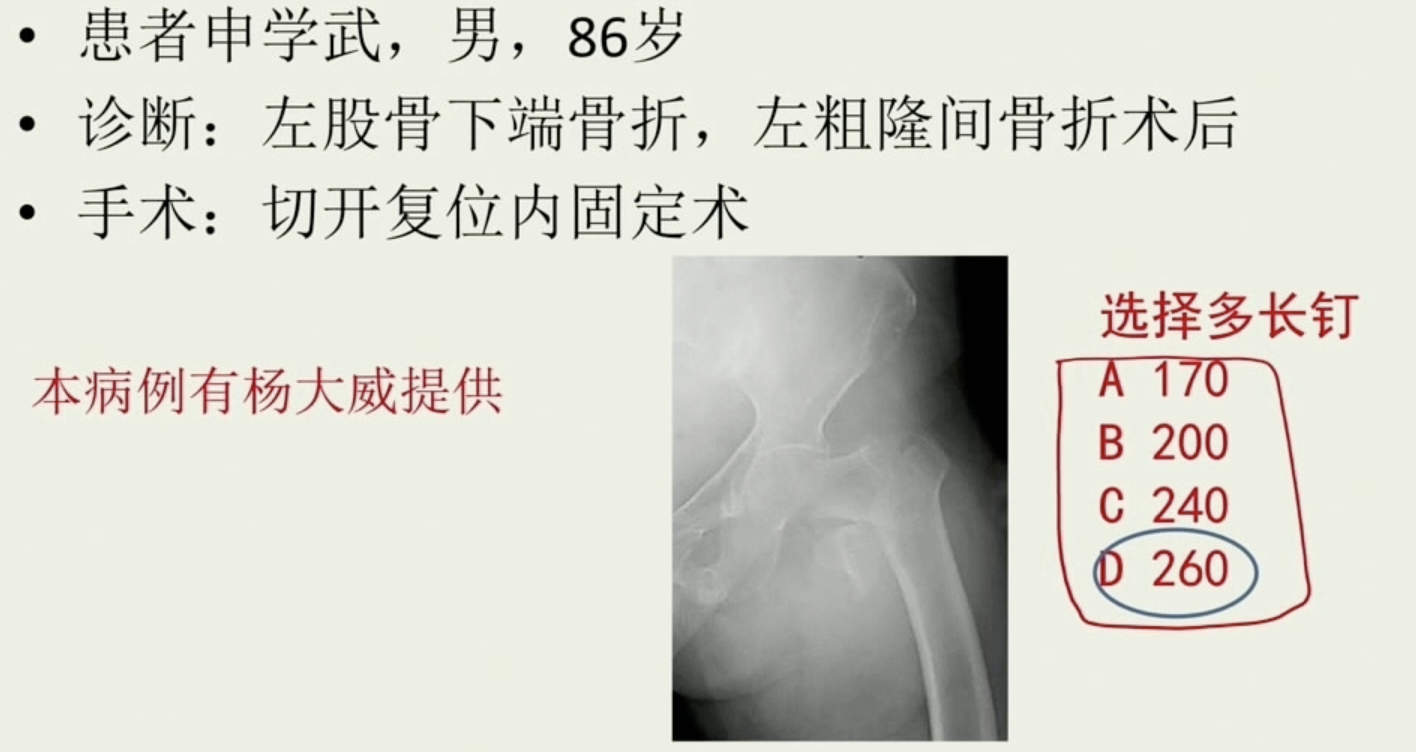 • 患者申学武，男，86岁
• 诊断：左股骨下端骨折，左粗隆间骨折术后
• 手术：切开复位内固定术
选择多长钉
本病例有杨大威提供
A 170
B 200
C 240
D 260